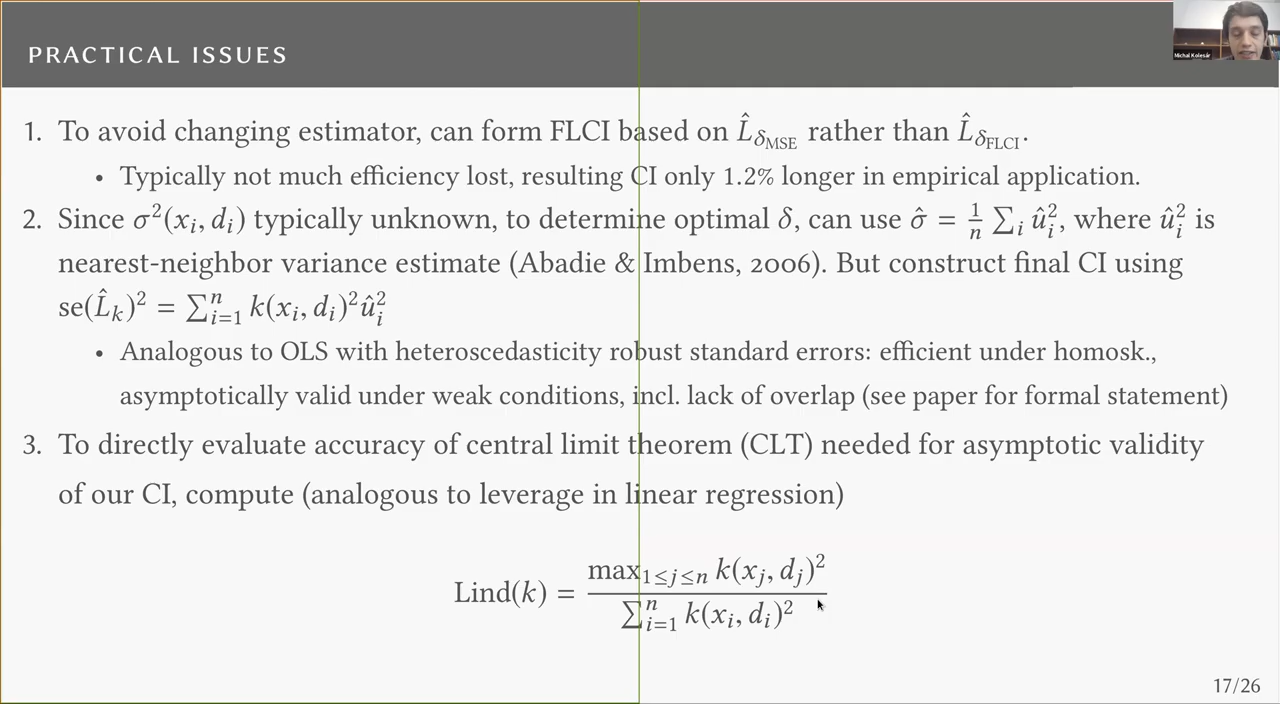 PRACTICAL ISSUES
Michal Kolesár
1. To avoid changing estimator, can form FLCI based on L̂_{δ_MSE} rather than L̂_{δ_FLCI}.
• Typically not much efficiency lost, resulting CI only 1.2% longer in empirical application.
2. Since σ²(x_i, d_i) typically unknown, to determine optimal δ, can use σ̂ = 1/n ∑_i û_i², where û_i² is
nearest-neighbor variance estimate (Abadie & Imbens, 2006). But construct final CI using
se(L̂_k)² = ∑_{i=1}^n k(x_i, d_i)² û_i²
• Analogous to OLS with heteroscedasticity robust standard errors: efficient under homosk.,
asymptotically valid under weak conditions, incl. lack of overlap (see paper for formal statement)
3. To directly evaluate accuracy of central limit theorem (CLT) needed for asymptotic validity
of our CI, compute (analogous to leverage in linear regression)
Lind(k) = max_{1≤j≤n} k(x_j, d_j)² / ∑_{i=1}^n k(x_i, d_i)²
17/26